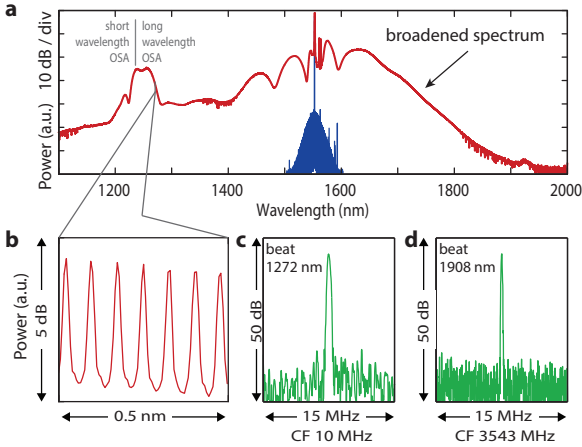 a
short
wavelength
OSA
long
wavelength
OSA
broadened spectrum
Power (a.u.)
10 dB / div
1200
1400
1600
1800
2000
Wavelength (nm)
b
Power (a.u.)
5 dB
0.5 nm
c
beat
1272 nm
50 dB
15 MHz
CF 10 MHz
d
beat
1908 nm
50 dB
15 MHz
CF 3543 MHz